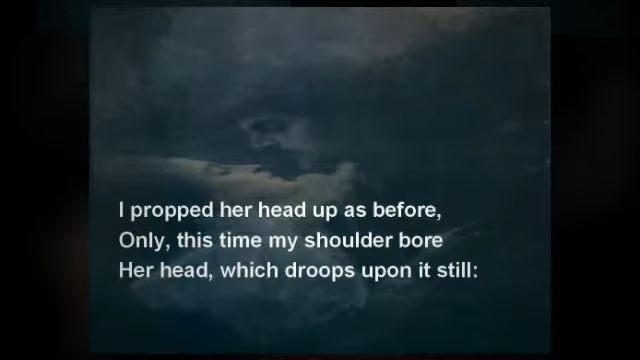 I propped her head up as before,
Only, this time my shoulder bore
Her head, which droops upon it still: